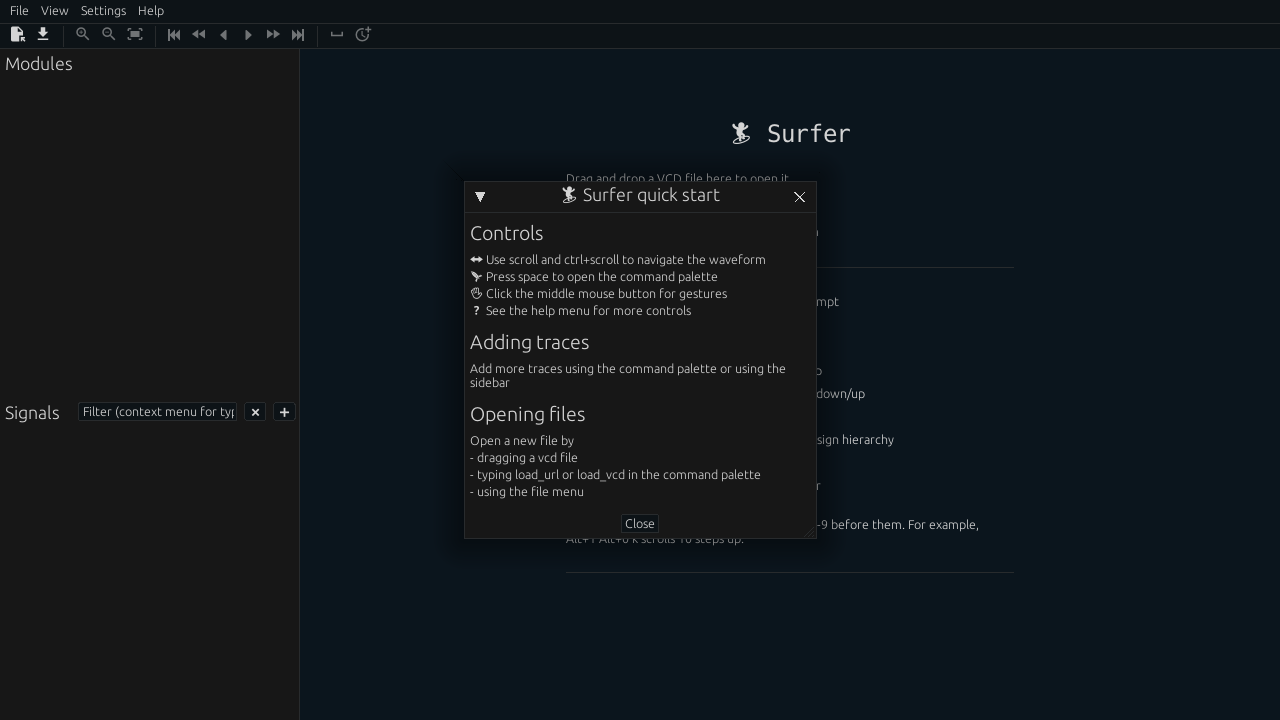 File View Settings Help
Modules
Surfer
Drag and drop a VCD file here to open it
Surfer quick start
Controls
Use scroll and ctrl+scroll to navigate the waveform
Press space to open the command palette
Click the middle mouse button for gestures
? See the help menu for more controls
mpt
Adding traces
Add more traces using the command palette or using the
sidebar
down/up
Signals
Filter (context menu for typ
Opening files
Open a new file by
- dragging a vcd file
- typing load_url or load_vcd in the command palette
- using the file menu
sign hierarchy
r
Close
-9 before them. For example,
Alt+1 Alt+0 k scrolls 10 steps up.